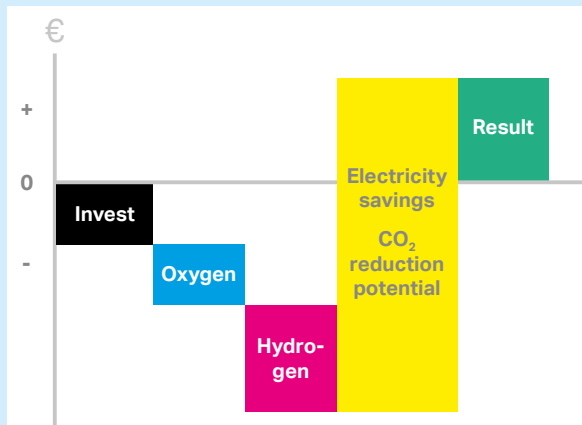 €
+
0
-
Invest
Oxygen
Hydro-
gen
Electricity
savings
CO₂
reduction
potential
Result